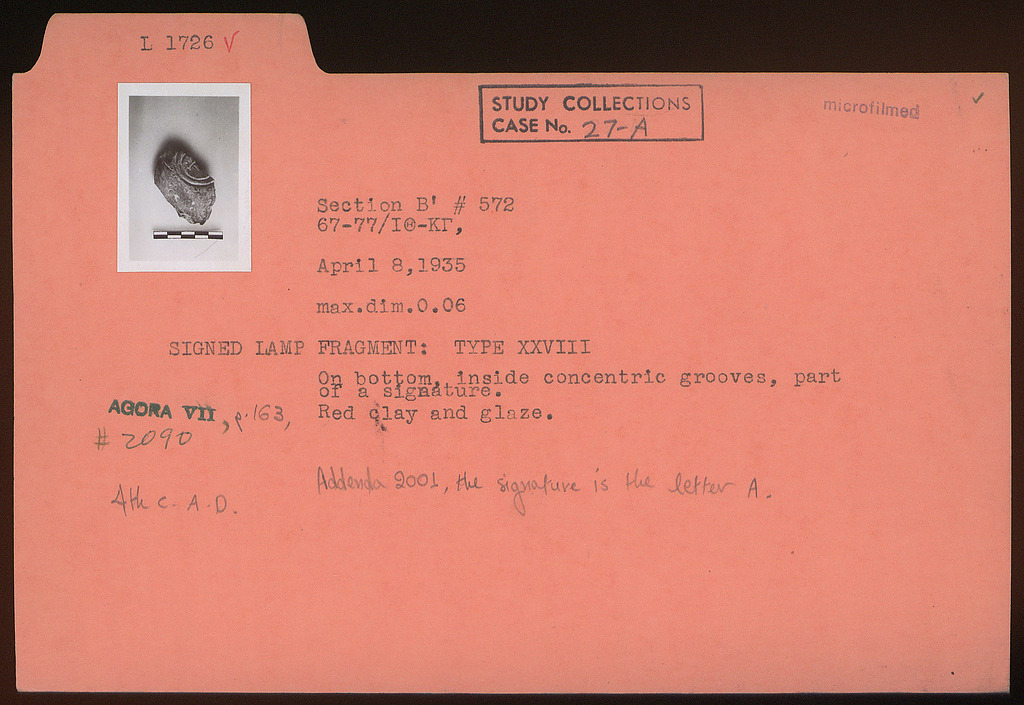 L 1726 √
STUDY COLLECTIONS
CASE No. 27-A
microfilmed ✓
Section B' # 572
67-77/ΙΘ-ΚΓ,
April 8,1935
max.dim.0.06
SIGNED LAMP FRAGMENT: TYPE XXVIII
On bottom, inside concentric grooves, part
of a signature.
Red clay and glaze.
AGORA VII, p. 163,
# 2090
Addenda 2001, the signature is the letter A.
4th c. A.D.